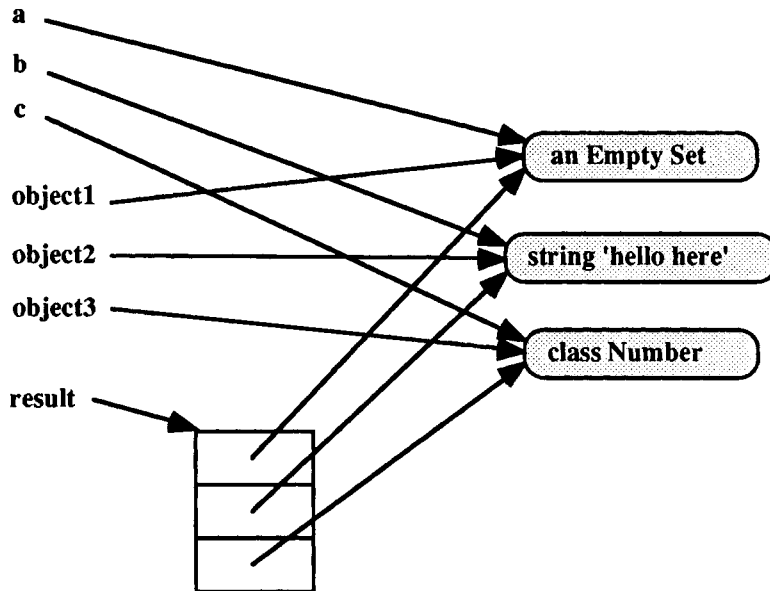 a
b
c
an Empty Set
object1
object2
string 'hello here'
object3
class Number
result